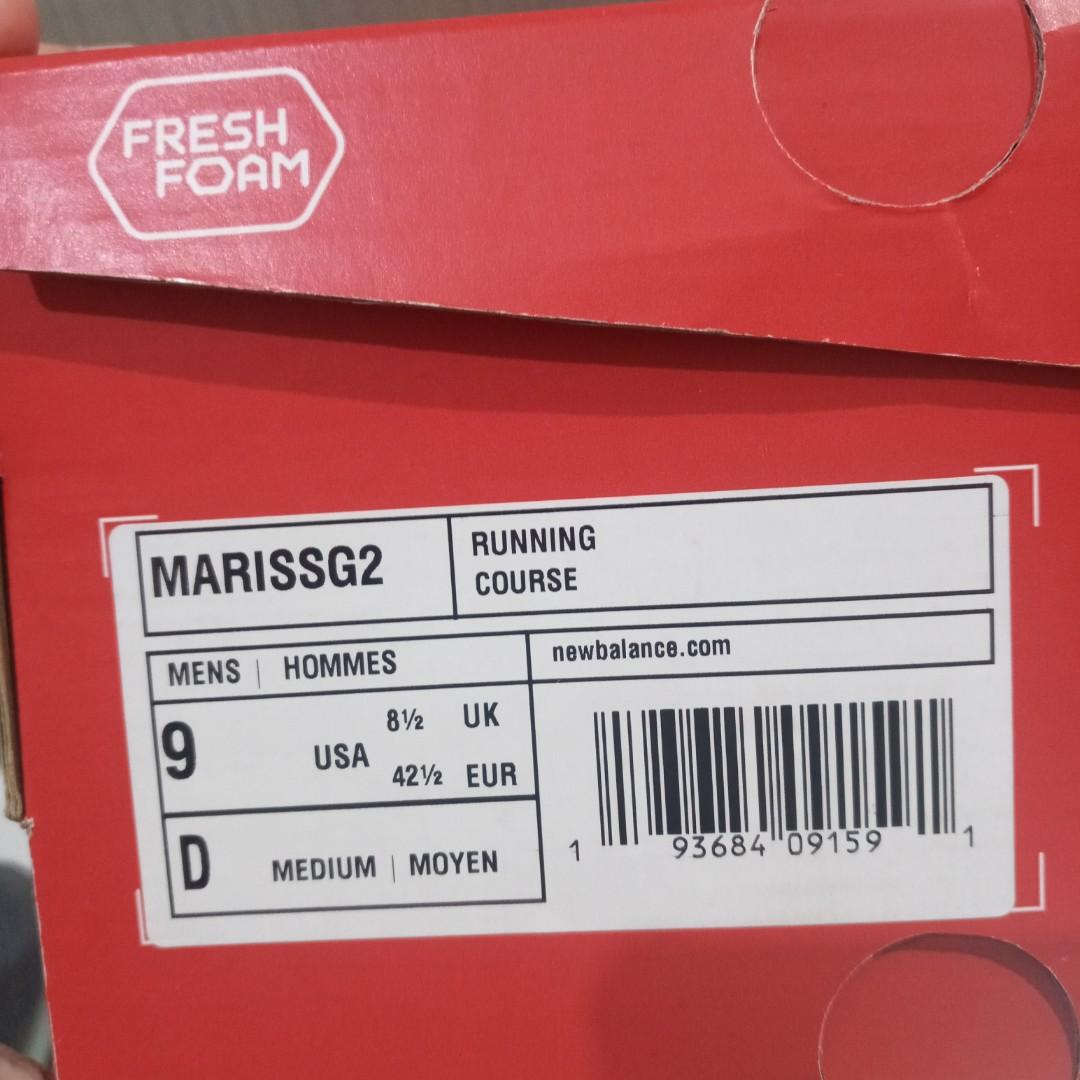 FRESH
FOAM
MARISSG2
RUNNING
COURSE
MENS | HOMMES
newbalance.com
9 USA 8½ UK
42½ EUR
D MEDIUM | MOYEN
1 93684 09159 1